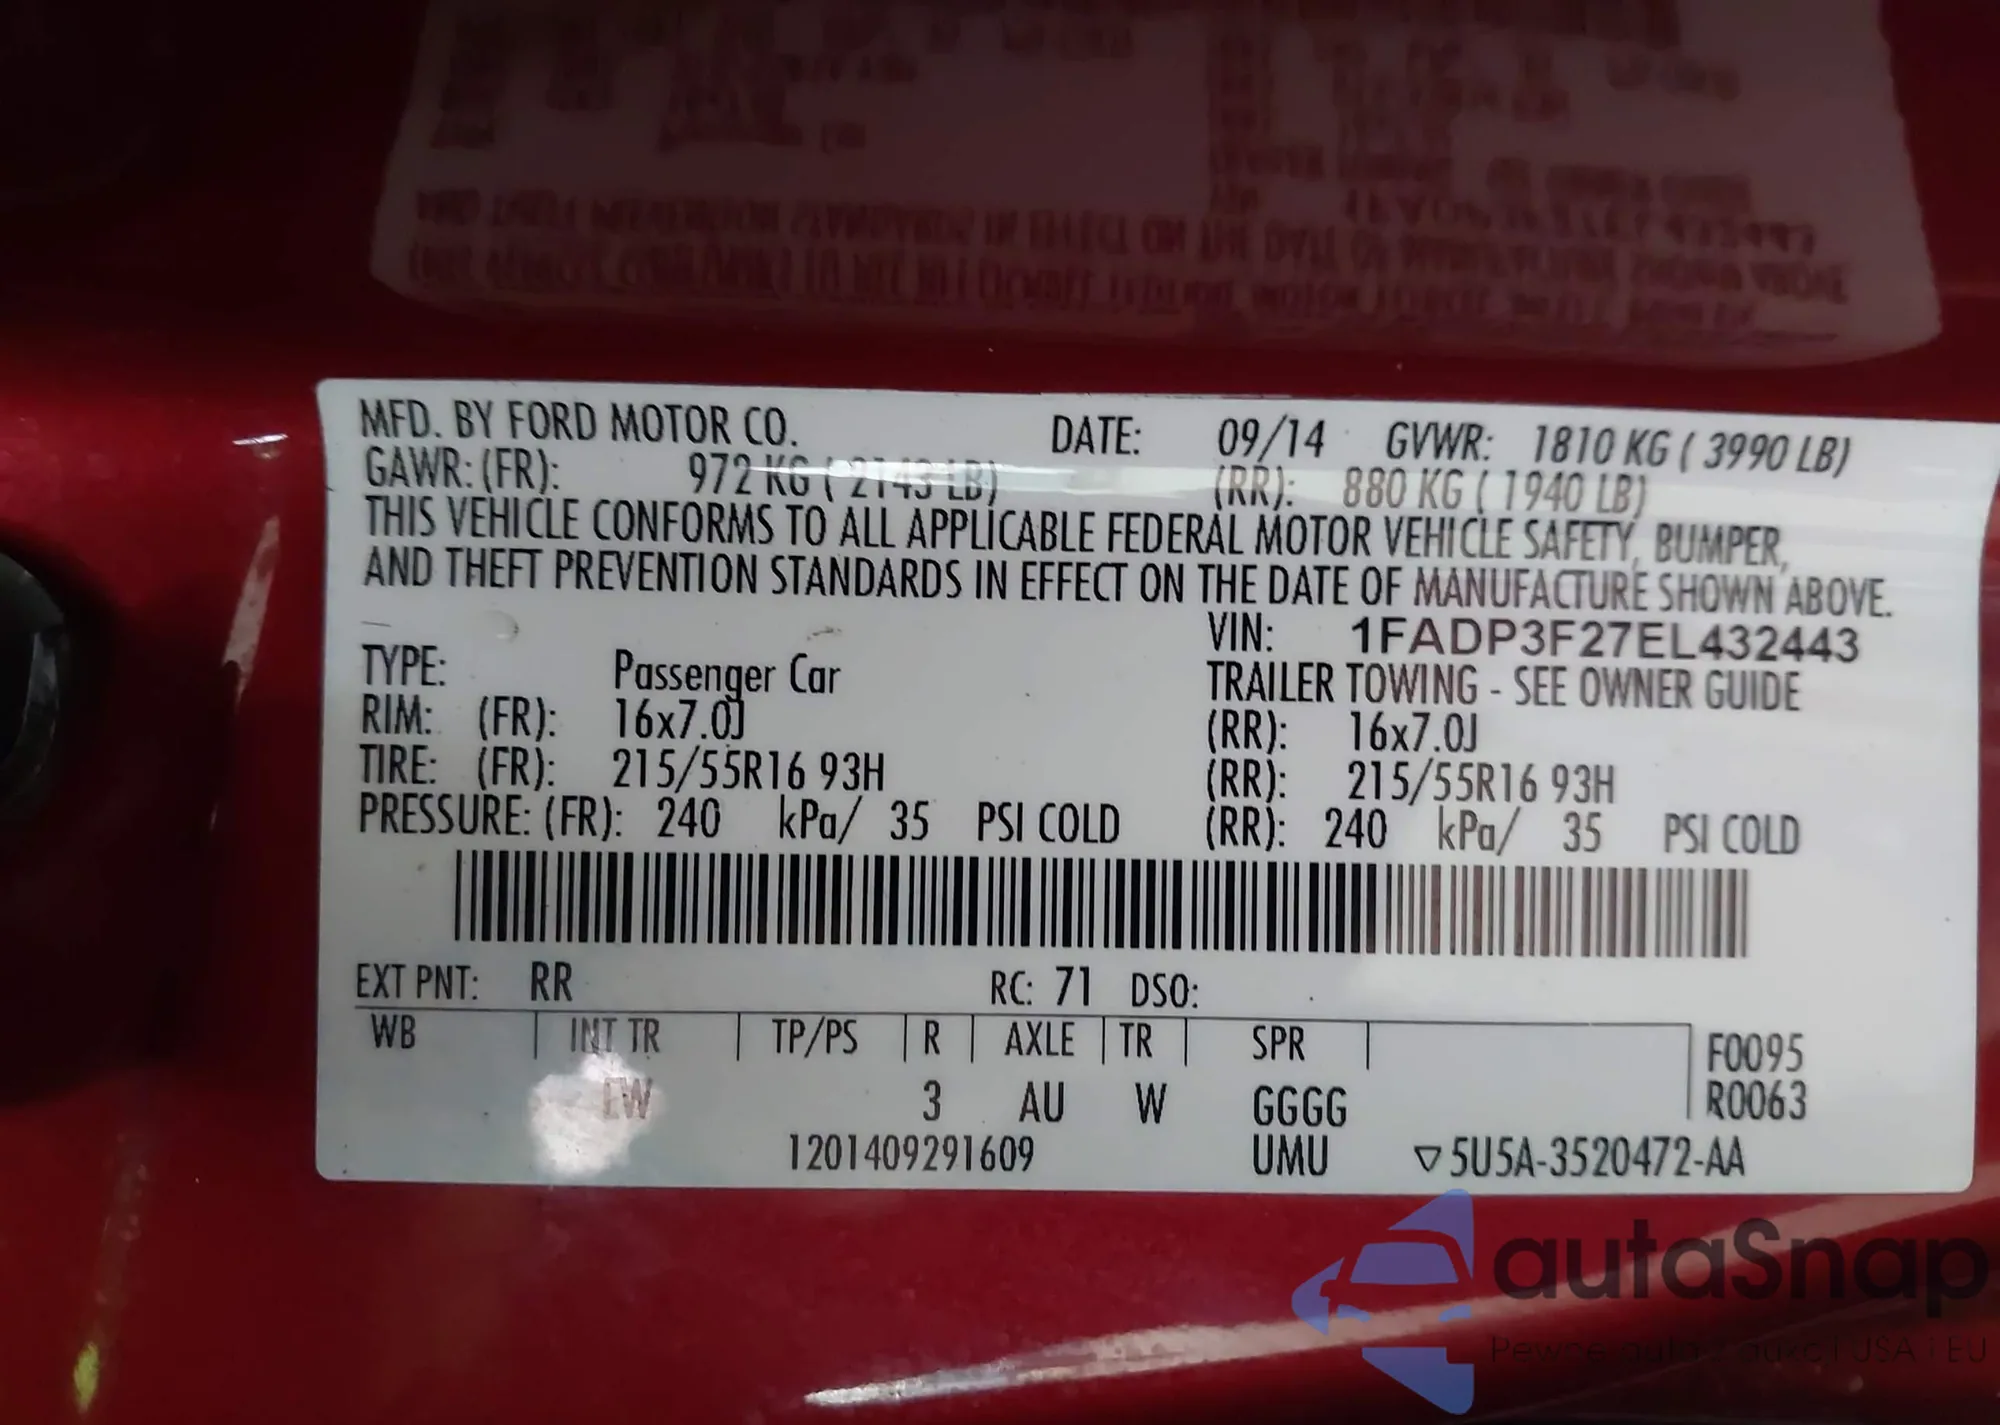 MFD. BY FORD MOTOR CO. DATE: 09/14 GVWR: 1810 KG ( 3990 LB)
GAWR: (FR): 972 KG ( 2143 LB) (RR): 880 KG ( 1940 LB)
THIS VEHICLE CONFORMS TO ALL APPLICABLE FEDERAL MOTOR VEHICLE SAFETY, BUMPER,
AND THEFT PREVENTION STANDARDS IN EFFECT ON THE DATE OF MANUFACTURE SHOWN ABOVE.
VIN: 1FADP3F27EL432443
TYPE: Passenger Car TRAILER TOWING - SEE OWNER GUIDE
RIM: (FR): 16x7.0J (RR): 16x7.0J
TIRE: (FR): 215/55R16 93H (RR): 215/55R16 93H
PRESSURE: (FR): 240 kPa/ 35 PSI COLD (RR): 240 kPa/ 35 PSI COLD
EXT PNT: RR RC: 71 DSO:
WB INT TR TP/PS R AXLE TR SPR F0095
EW 3 AU W GGGG R0063
1201409291609 UMU ▽5U5A-3520472-AA
autaSnap
USA i EU